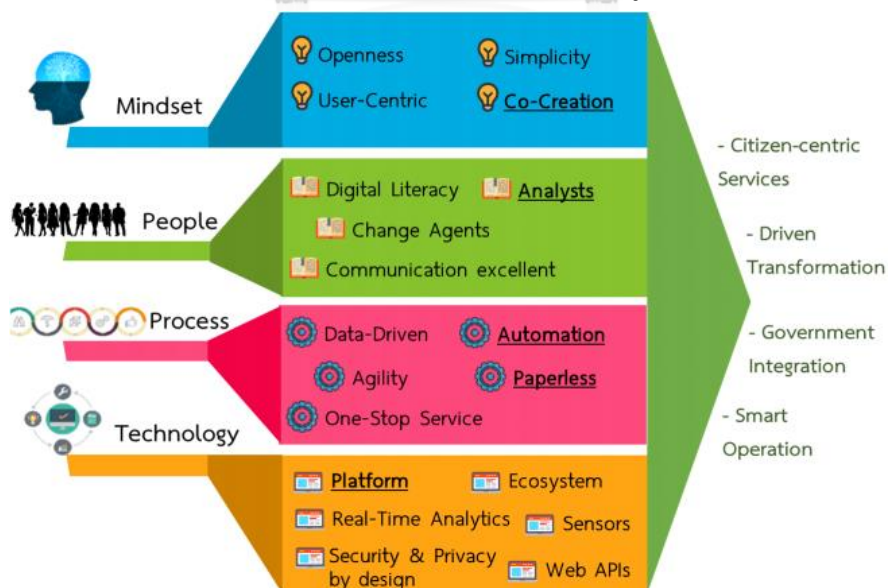 Mindset
Openness
Simplicity
User-Centric
Co-Creation
People
Digital Literacy
Analysts
Change Agents
Communication excellent
Process
Data-Driven
Automation
Agility
Paperless
One-Stop Service
Technology
Platform
Ecosystem
Real-Time Analytics
Sensors
Security & Privacy
by design
Web APIs
- Citizen-centric
Services
- Driven
Transformation
- Government
Integration
- Smart
Operation